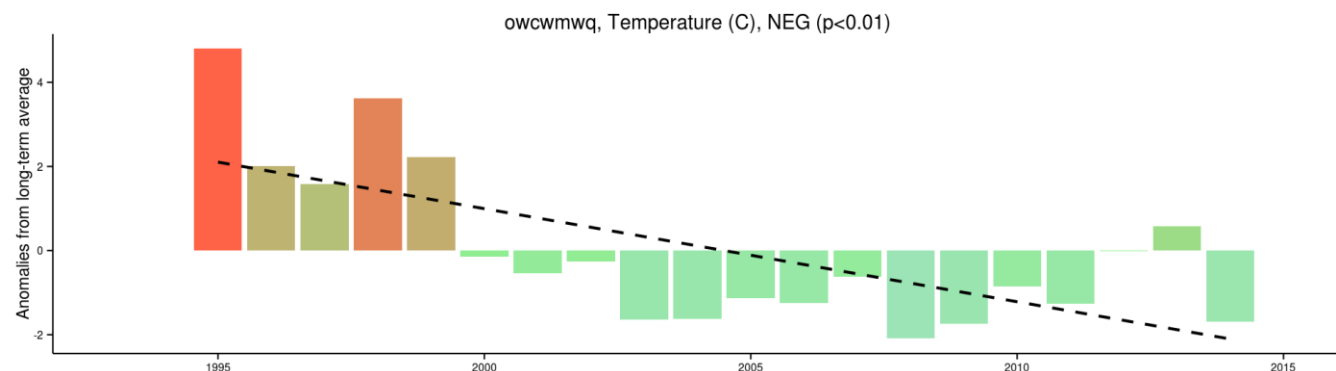 owcwmwq, Temperature (C), NEG (p<0.01)
Anomalies from long-term average
4
2
0
-2
1995 2000 2005 2010 2015